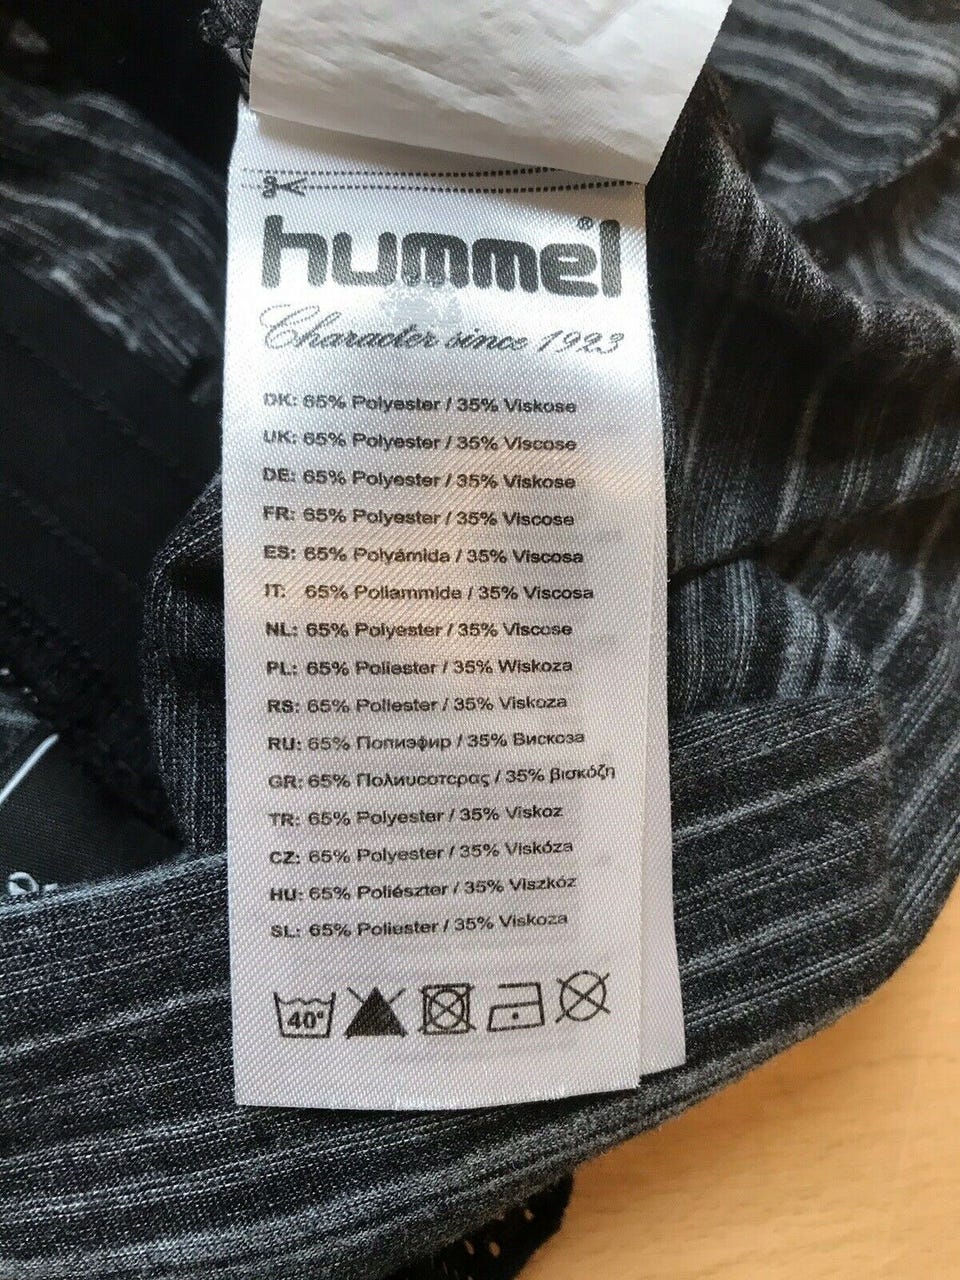 hummel®
Character since 1923
DK: 65% Polyester / 35% Viskose
UK: 65% Polyester / 35% Viscose
DE: 65% Polyester / 35% Viskose
FR: 65% Polyester / 35% Viscose
ES: 65% Polyámida / 35% Viscosa
IT: 65% Poliammide / 35% Viscosa
NL: 65% Polyester / 35% Viscose
PL: 65% Poliester / 35% Wiskoza
RS: 65% Poliester / 35% Viskoza
RU: 65% Полиэфир / 35% Вискоза
GR: 65% Πολιυεστερας / 35% βισκόζη
TR: 65% Polyester / 35% Viskoz
CZ: 65% Polyester / 35% Viskóza
HU: 65% Poliészter / 35% Viszkóz
SL: 65% Poliester / 35% Viskoza
40°